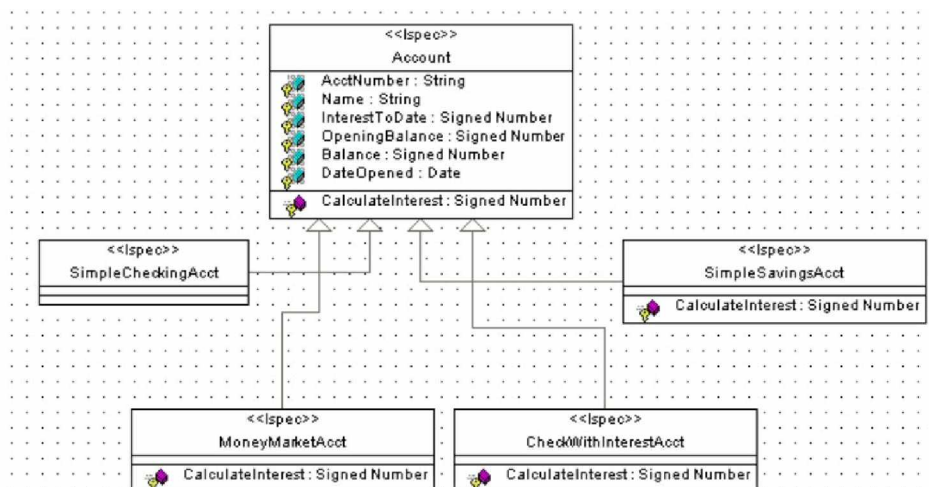 <<Ispec>>
Account
AcctNumber : String
Name : String
InterestToDate : Signed Number
OpeningBalance : Signed Number
Balance : Signed Number
DateOpened : Date
CalculateInterest : Signed Number
<<Ispec>>
SimpleCheckingAcct
<<Ispec>>
SimpleSavingsAcct
CalculateInterest : Signed Number
<<Ispec>>
MoneyMarketAcct
CalculateInterest : Signed Number
<<Ispec>>
CheckWithInterestAcct
CalculateInterest : Signed Number